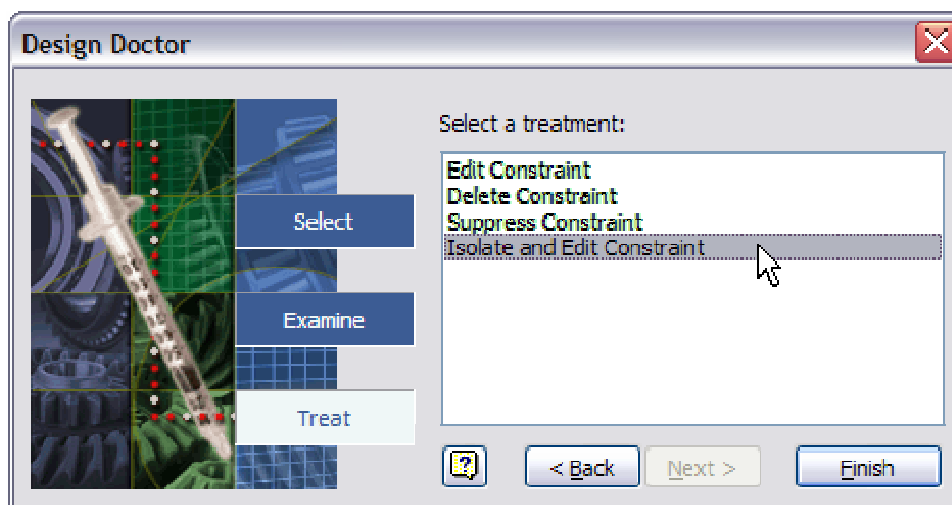 Design Doctor
Select
Examine
Treat
Select a treatment:
Edit Constraint
Delete Constraint
Suppress Constraint
Isolate and Edit Constraint
?
< Back
Next >
Finish